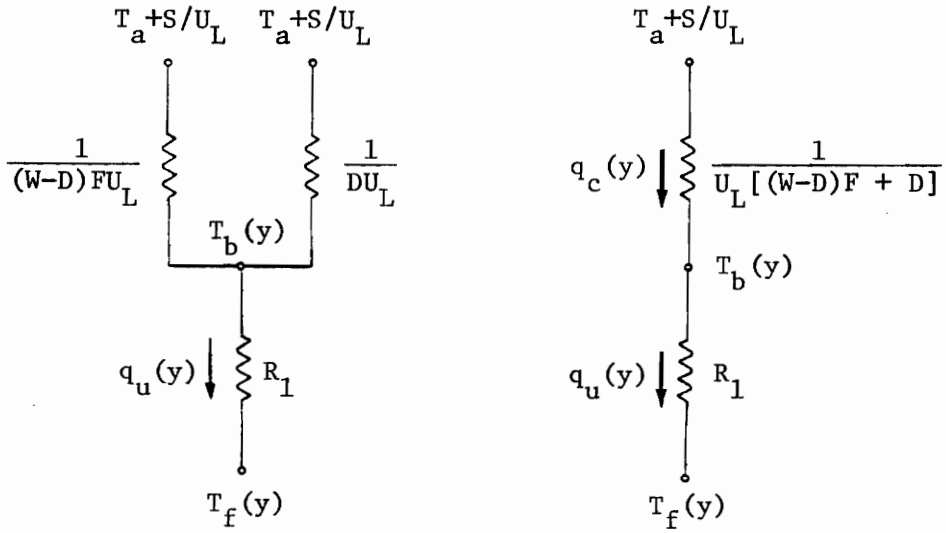 T_a+S/U_L T_a+S/U_L
1/((W-D)FU_L) 1/(DU_L)
T_b(y)
q_u(y) R_1
T_f(y)
T_a+S/U_L
q_c(y) 1/(U_L[(W-D)F + D])
T_b(y)
q_u(y) R_1
T_f(y)